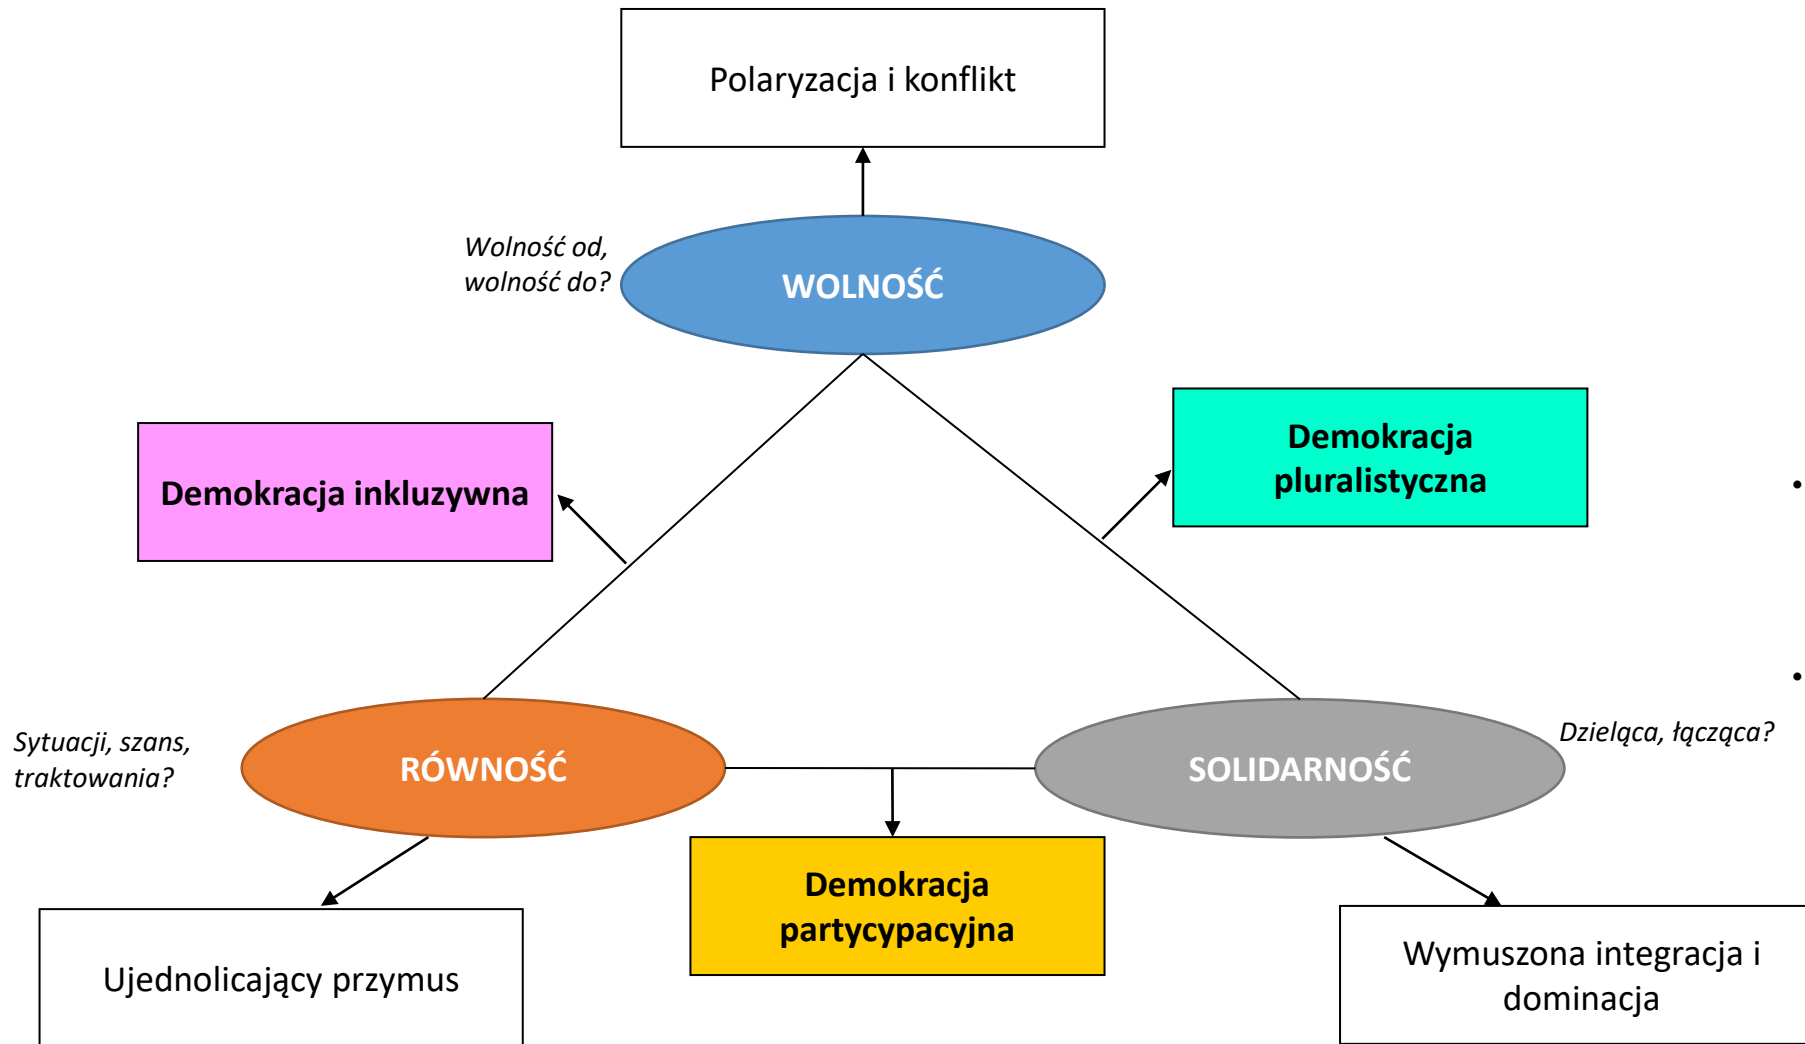 Polaryzacja i konflikt
Wolność od,
wolność do?
WOLNOŚĆ
Demokracja
pluralistyczna
Demokracja inkluzywna
•
•
Sytuacji, szans,
traktowania?
RÓWNOŚĆ
SOLIDARNOŚĆ
Dzieląca, łącząca?
Demokracja
partycypacyjna
Ujednolicający przymus
Wymuszona integracja i
dominacja